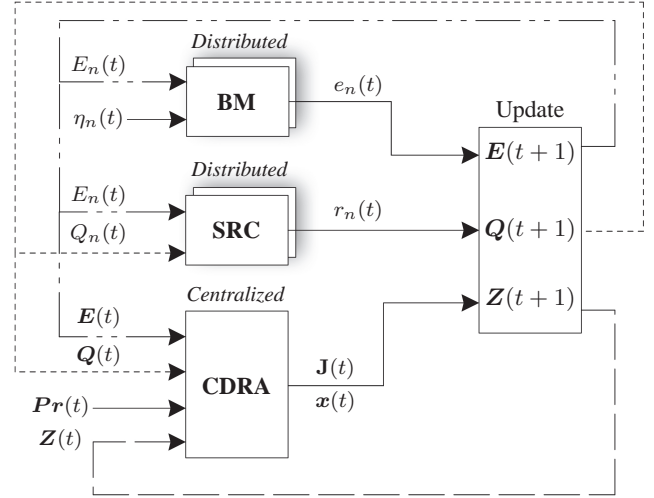 Distributed
E_n(t)
BM
e_n(t)
η_n(t)
Update
E(t + 1)
Distributed
E_n(t)
Q_n(t)
SRC
r_n(t)
Q(t + 1)
Z(t + 1)
Centralized
E(t)
Q(t)
CDRA
J(t)
x(t)
Pr(t)
Z(t)